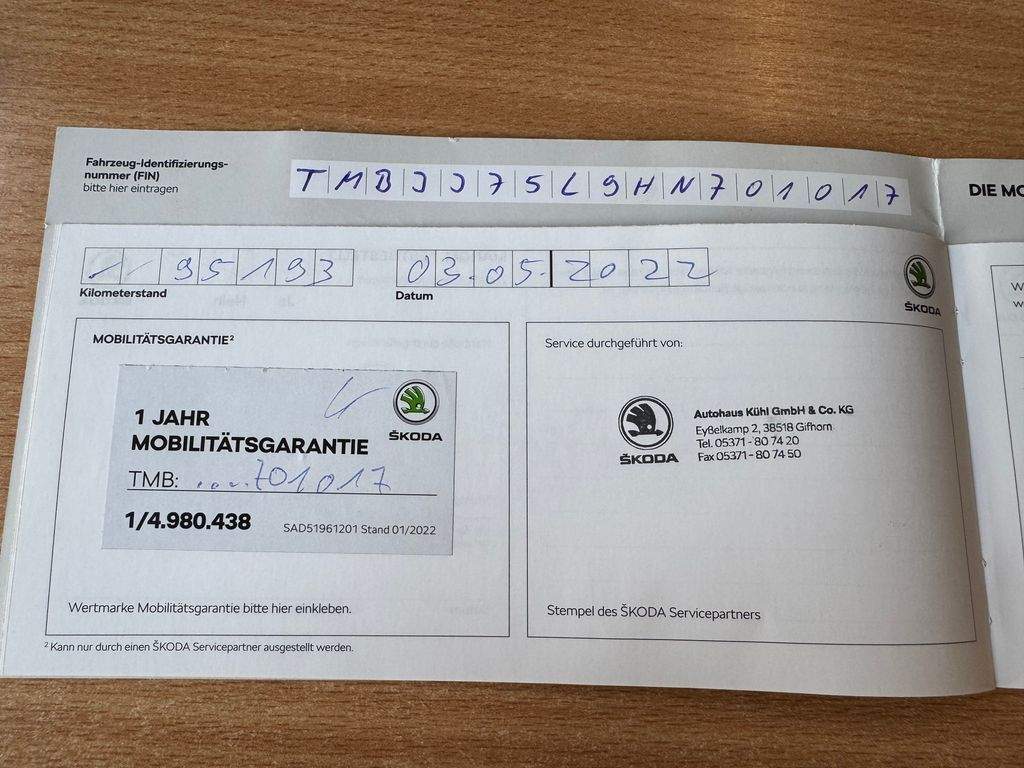 Fahrzeug-Identifizierungs-
nummer (FIN)
bitte hier eintragen
TMBJJ75L9HN701017
DIE MO
95193
Kilometerstand
03.05.2022
Datum
ŠKODA
MOBILITÄTSGARANTIE²
1 JAHR
MOBILITÄTSGARANTIE
ŠKODA
TMB: ....701017
1/4.980.438
SAD51961201 Stand 01/2022
Wertmarke Mobilitätsgarantie bitte hier einkleben.
² Kann nur durch einen ŠKODA Servicepartner ausgestellt werden.
Service durchgeführt von:
ŠKODA
Autohaus Kühl GmbH & Co. KG
Eyßelkamp 2, 38518 Gifhorn
Tel. 05371 - 80 74 20
Fax 05371 - 80 74 50
Stempel des ŠKODA Servicepartners